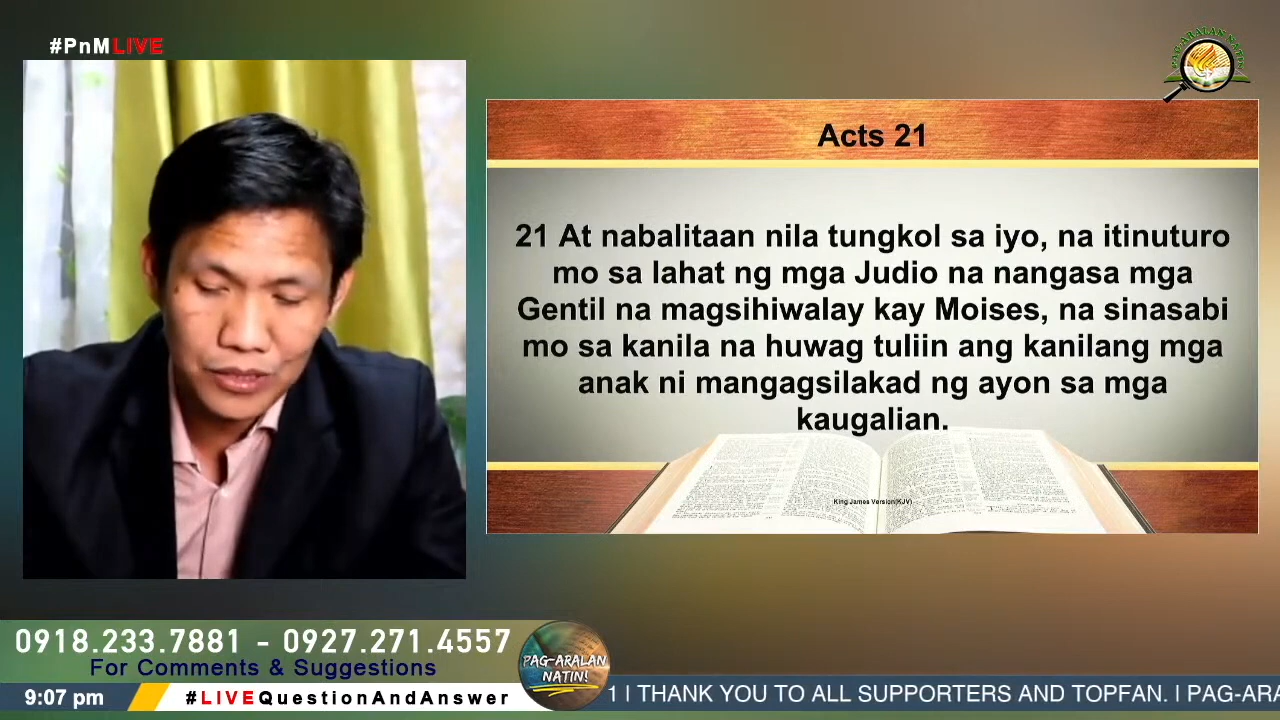 #PnMLIVE
PAG-ARALAN NATIN!
Acts 21
21 At nabalitaan nila tungkol sa iyo, na itinuturo
mo sa lahat ng mga Judio na nangasa mga
Gentil na magsihiwalay kay Moises, na sinasabi
mo sa kanila na huwag tuliin ang kanilang mga
anak ni mangagsilakad ng ayon sa mga
kaugalian.
King James Version(KJV)
0918.233.7881 - 0927.271.4557
For Comments & Suggestions
PAG-ARALAN
NATIN!
9:07 pm
#LIVEQuestionAndAnswer
1 I THANK YOU TO ALL SUPPORTERS AND TOPFAN. I PAG-ARA